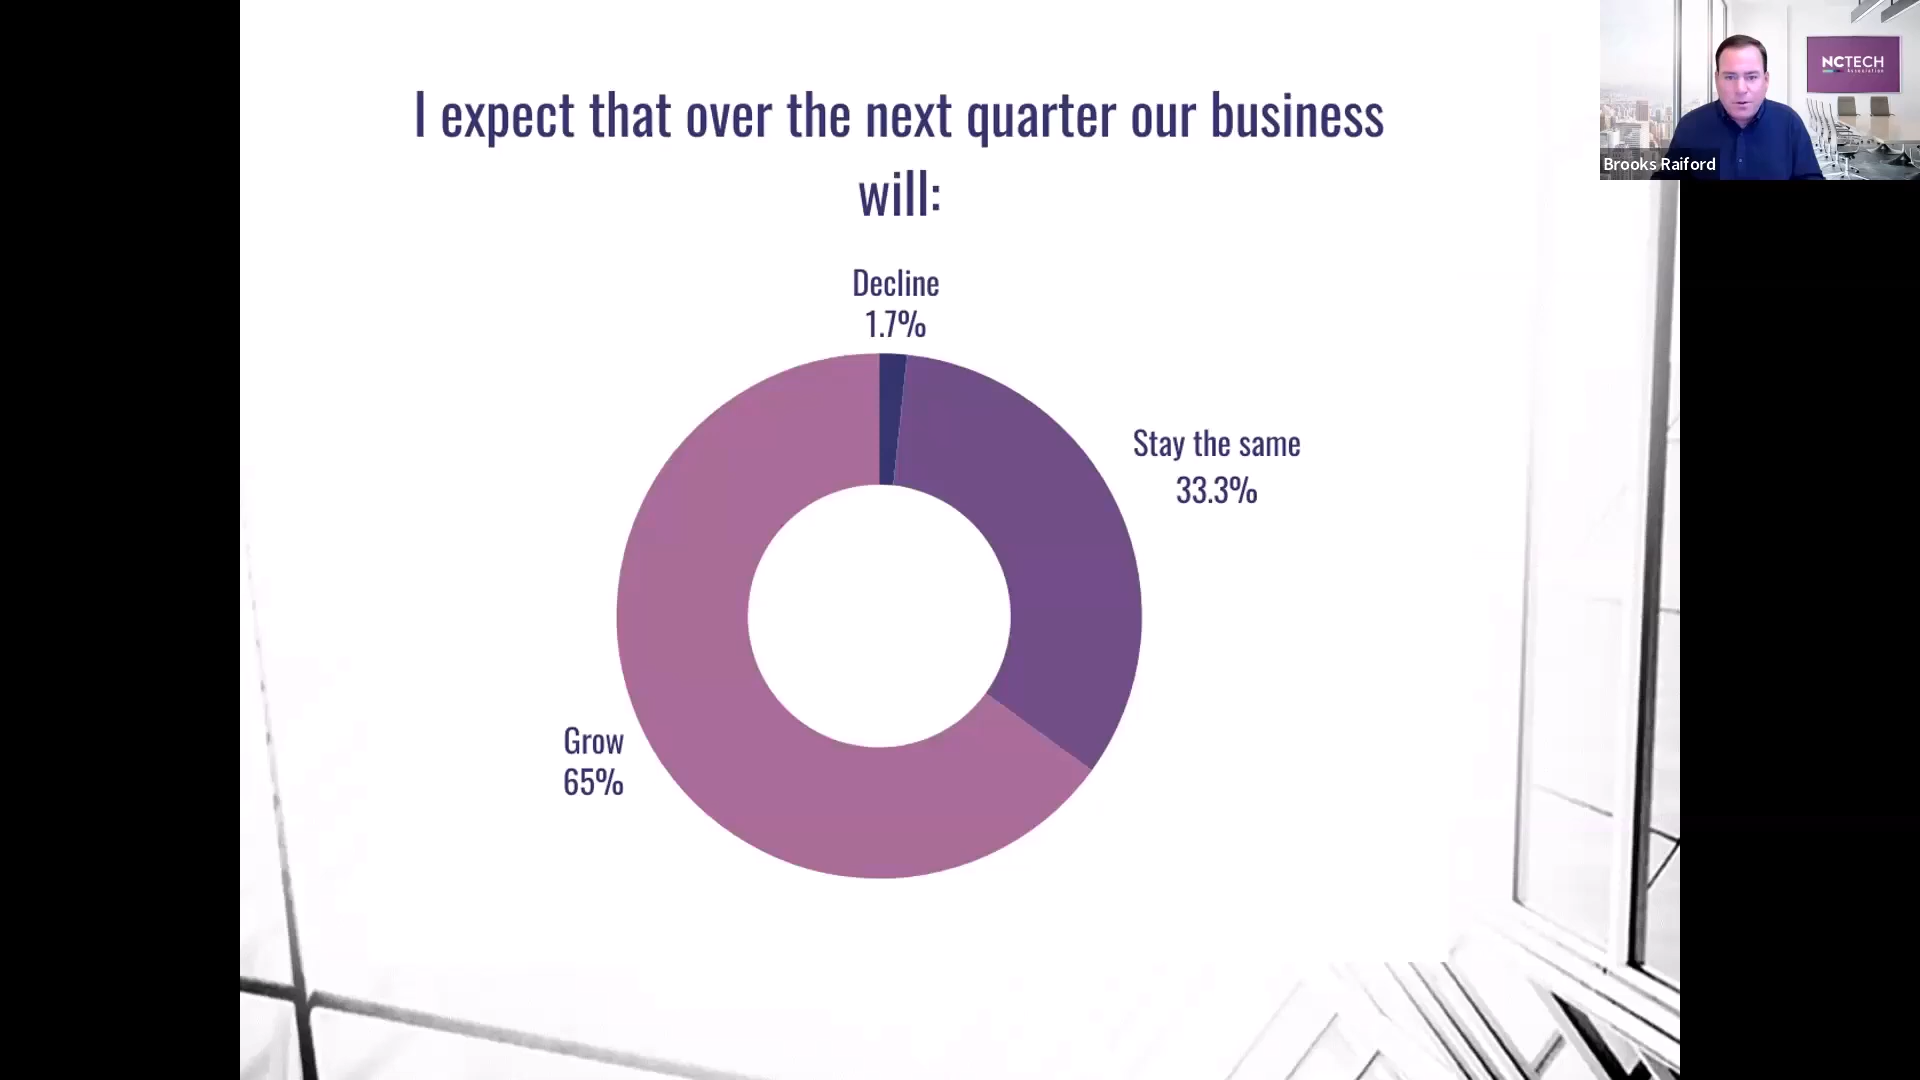 I expect that over the next quarter our business
will:
Decline
1.7%
Stay the same
33.3%
Grow
65%
NCTECH
Association
Brooks Raiford